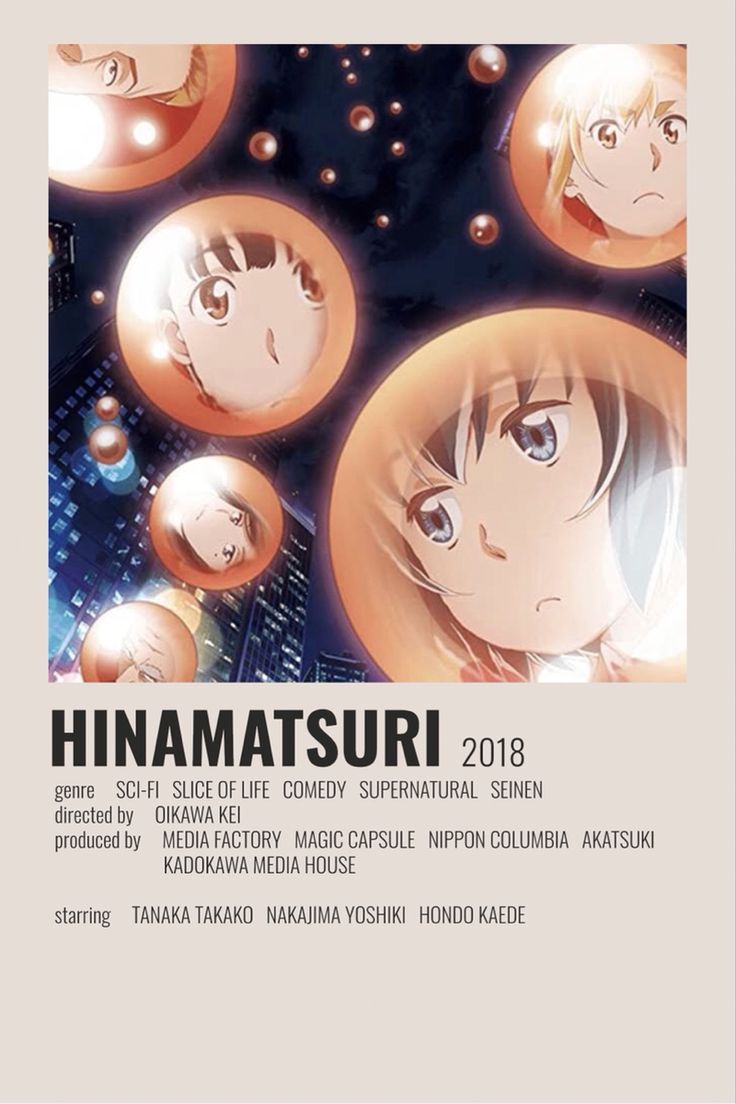 HINAMATSURI 2018
genre SCI-FI SLICE OF LIFE COMEDY SUPERNATURAL SEINEN
directed by OIKAWA KEI
produced by MEDIA FACTORY MAGIC CAPSULE NIPPON COLUMBIA AKATSUKI
KADOKAWA MEDIA HOUSE
starring TANAKA TAKAKO NAKAJIMA YOSHIKI HONDO KAEDE